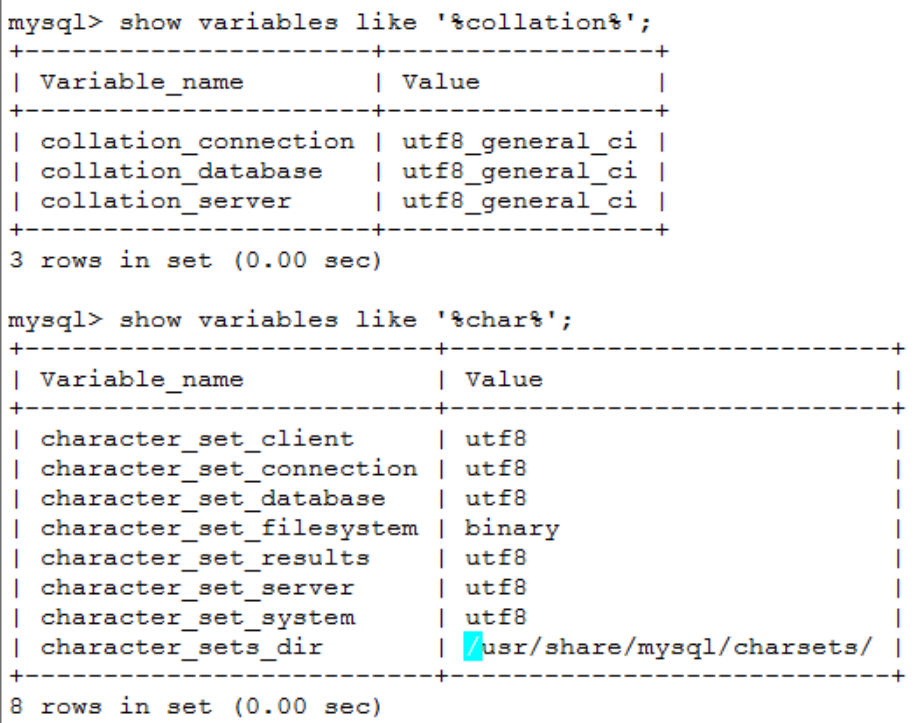 mysql> show variables like '%collation%';
+----------------------+-----------------+
| Variable_name        | Value           |
+----------------------+-----------------+
| collation_connection | utf8_general_ci |
| collation_database   | utf8_general_ci |
| collation_server     | utf8_general_ci |
+----------------------+-----------------+
3 rows in set (0.00 sec)

mysql> show variables like '%char%';
+--------------------------+----------------------------+
| Variable_name            | Value                      |
+--------------------------+----------------------------+
| character_set_client     | utf8                       |
| character_set_connection | utf8                       |
| character_set_database   | utf8                       |
| character_set_filesystem | binary                     |
| character_set_results    | utf8                       |
| character_set_server     | utf8                       |
| character_set_system     | utf8                       |
| character_sets_dir       | /usr/share/mysql/charsets/ |
+--------------------------+----------------------------+
8 rows in set (0.00 sec)